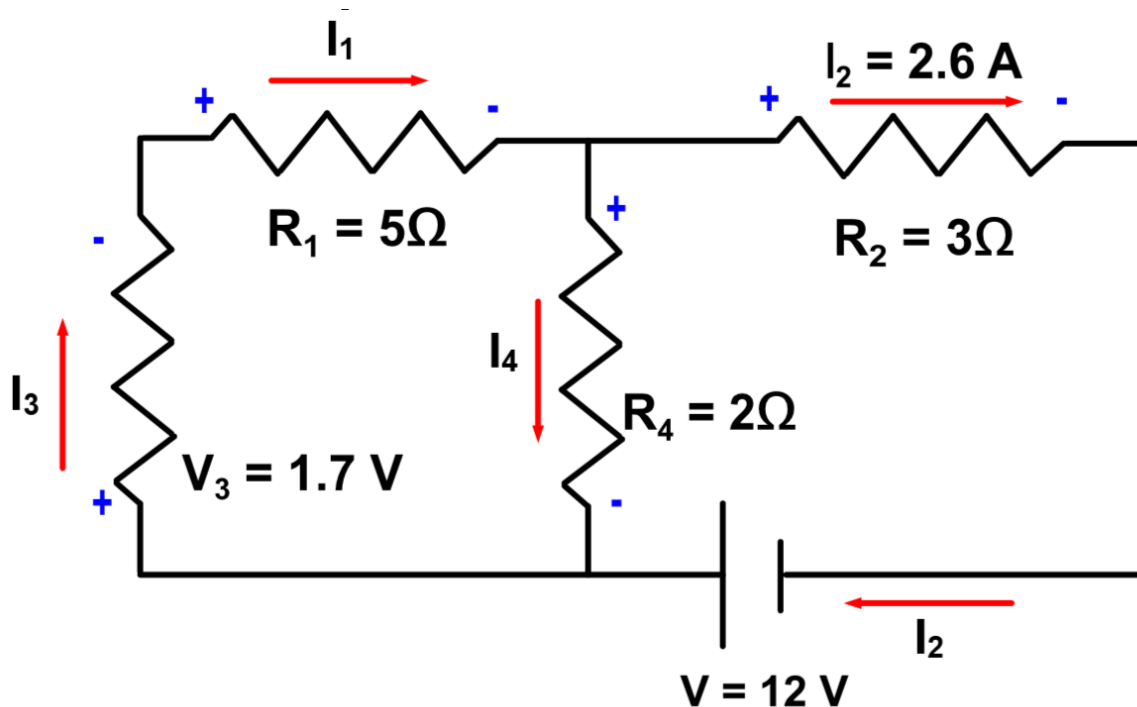 I₁
I₂ = 2.6 A
+
-
+
-
R₁ = 5Ω
R₂ = 3Ω
-
+
I₃
I₄
R₄ = 2Ω
V₃ = 1.7 V
+
-
I₂
V = 12 V